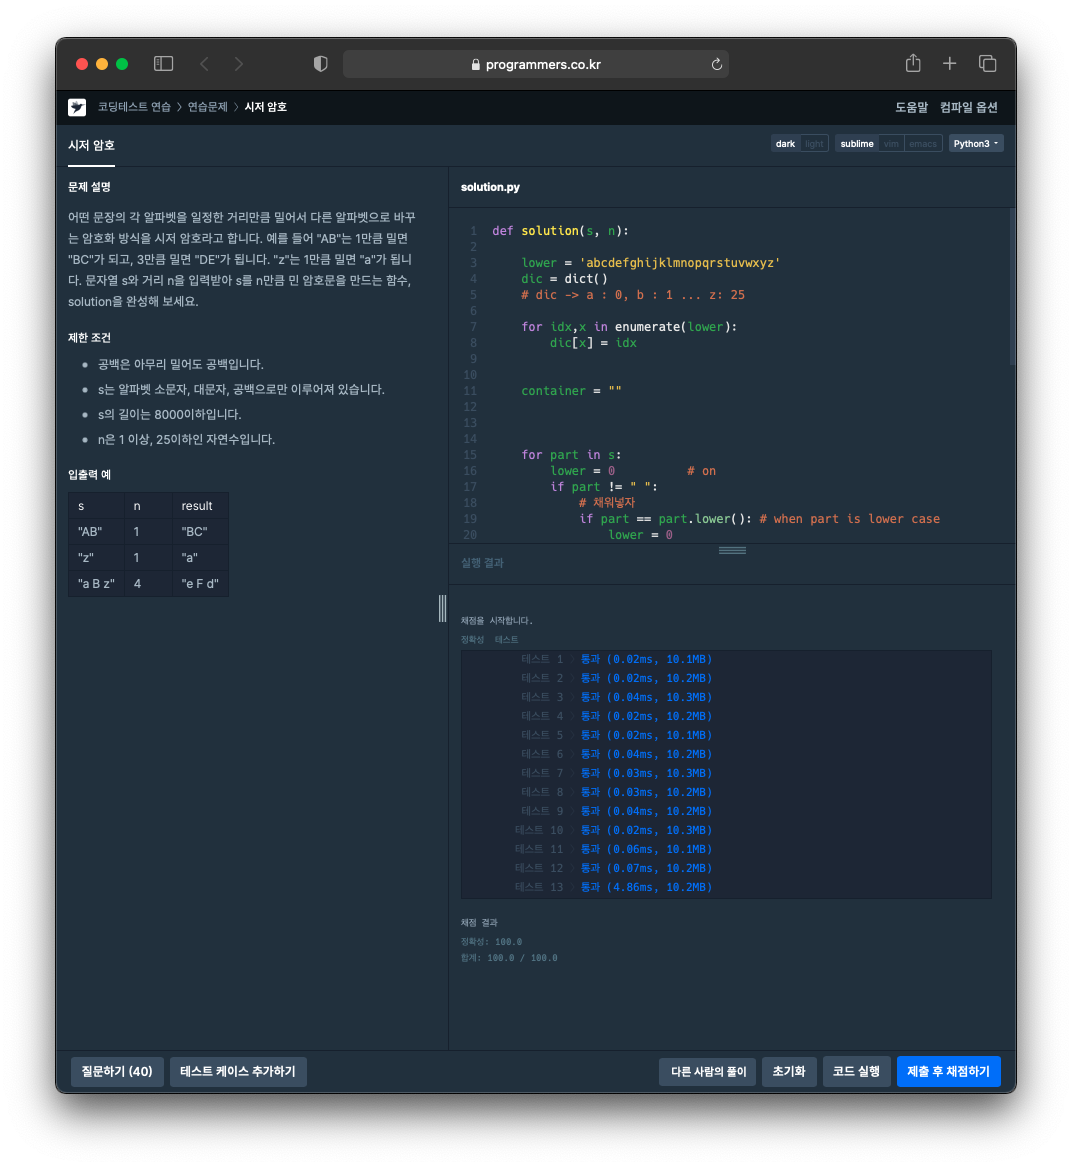 programmers.co.kr
코딩테스트 연습 > 연습문제 > 시저 암호
도움말 컴파일 옵션
시저 암호
dark light sublime vim emacs Python3
문제 설명
어떤 문장의 각 알파벳을 일정한 거리만큼 밀어서 다른 알파벳으로 바꾸
는 암호화 방식을 시저 암호라고 합니다. 예를 들어 "AB"는 1만큼 밀면
"BC"가 되고, 3만큼 밀면 "DE"가 됩니다. "z"는 1만큼 밀면 "a"가 됩니
다. 문자열 s와 거리 n을 입력받아 s를 n만큼 민 암호문을 만드는 함수,
solution을 완성해 보세요.
제한 조건
공백은 아무리 밀어도 공백입니다.
s는 알파벳 소문자, 대문자, 공백으로만 이루어져 있습니다.
s의 길이는 8000이하입니다.
n은 1 이상, 25이하인 자연수입니다.
입출력 예
s n result
"AB" 1 "BC"
"z" 1 "a"
"a B z" 4 "e F d"
solution.py
1 def solution(s, n):
2
3 lower = 'abcdefghijklmnopqrstuvwxyz'
4 dic = dict()
5 # dic -> a : 0, b : 1 ... z: 25
6
7 for idx,x in enumerate(lower):
8 dic[x] = idx
9
10
11 container = ""
12
13
14
15 for part in s:
16 lower = 0 # on
17 if part != " ":
18 # 채워넣자
19 if part == part.lower(): # when part is lower case
20 lower = 0
실행 결과
채점을 시작합니다.
정확성 테스트
테스트 1 > 통과 (0.02ms, 10.1MB)
테스트 2 > 통과 (0.02ms, 10.2MB)
테스트 3 > 통과 (0.04ms, 10.3MB)
테스트 4 > 통과 (0.02ms, 10.2MB)
테스트 5 > 통과 (0.02ms, 10.1MB)
테스트 6 > 통과 (0.04ms, 10.2MB)
테스트 7 > 통과 (0.03ms, 10.3MB)
테스트 8 > 통과 (0.03ms, 10.2MB)
테스트 9 > 통과 (0.04ms, 10.2MB)
테스트 10 > 통과 (0.02ms, 10.3MB)
테스트 11 > 통과 (0.06ms, 10.1MB)
테스트 12 > 통과 (0.07ms, 10.2MB)
테스트 13 > 통과 (4.86ms, 10.2MB)
채점 결과
정확성: 100.0
합계: 100.0 / 100.0
질문하기 (40) 테스트 케이스 추가하기 다른 사람의 풀이 초기화 코드 실행 제출 후 채점하기